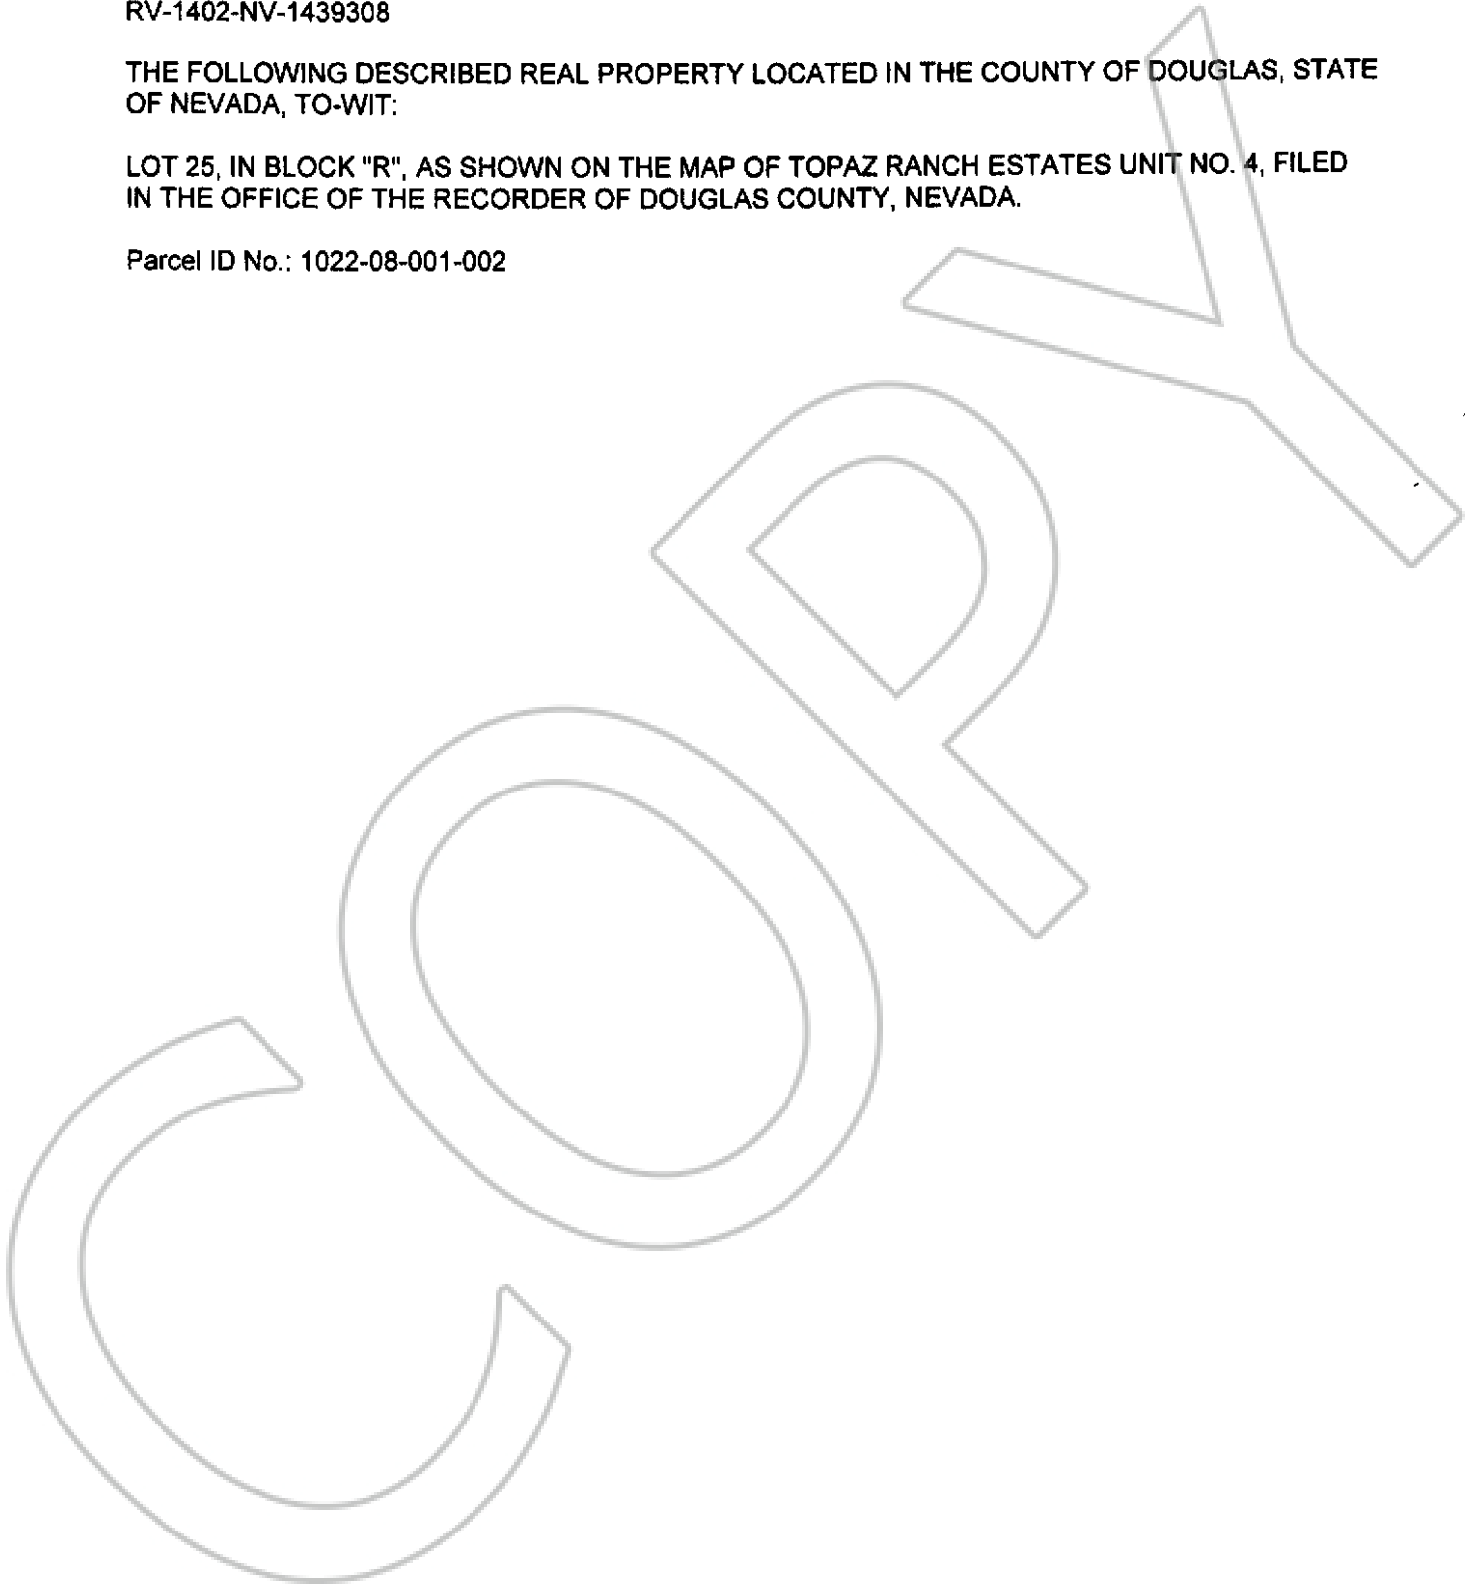 RV-1402-NV-1439308
THE FOLLOWING DESCRIBED REAL PROPERTY LOCATED IN THE COUNTY OF DOUGLAS, STATE
OF NEVADA, TO-WIT:
LOT 25, IN BLOCK "R", AS SHOWN ON THE MAP OF TOPAZ RANCH ESTATES UNIT NO. 4, FILED
IN THE OFFICE OF THE RECORDER OF DOUGLAS COUNTY, NEVADA.
Parcel ID No.: 1022-08-001-002
COPY